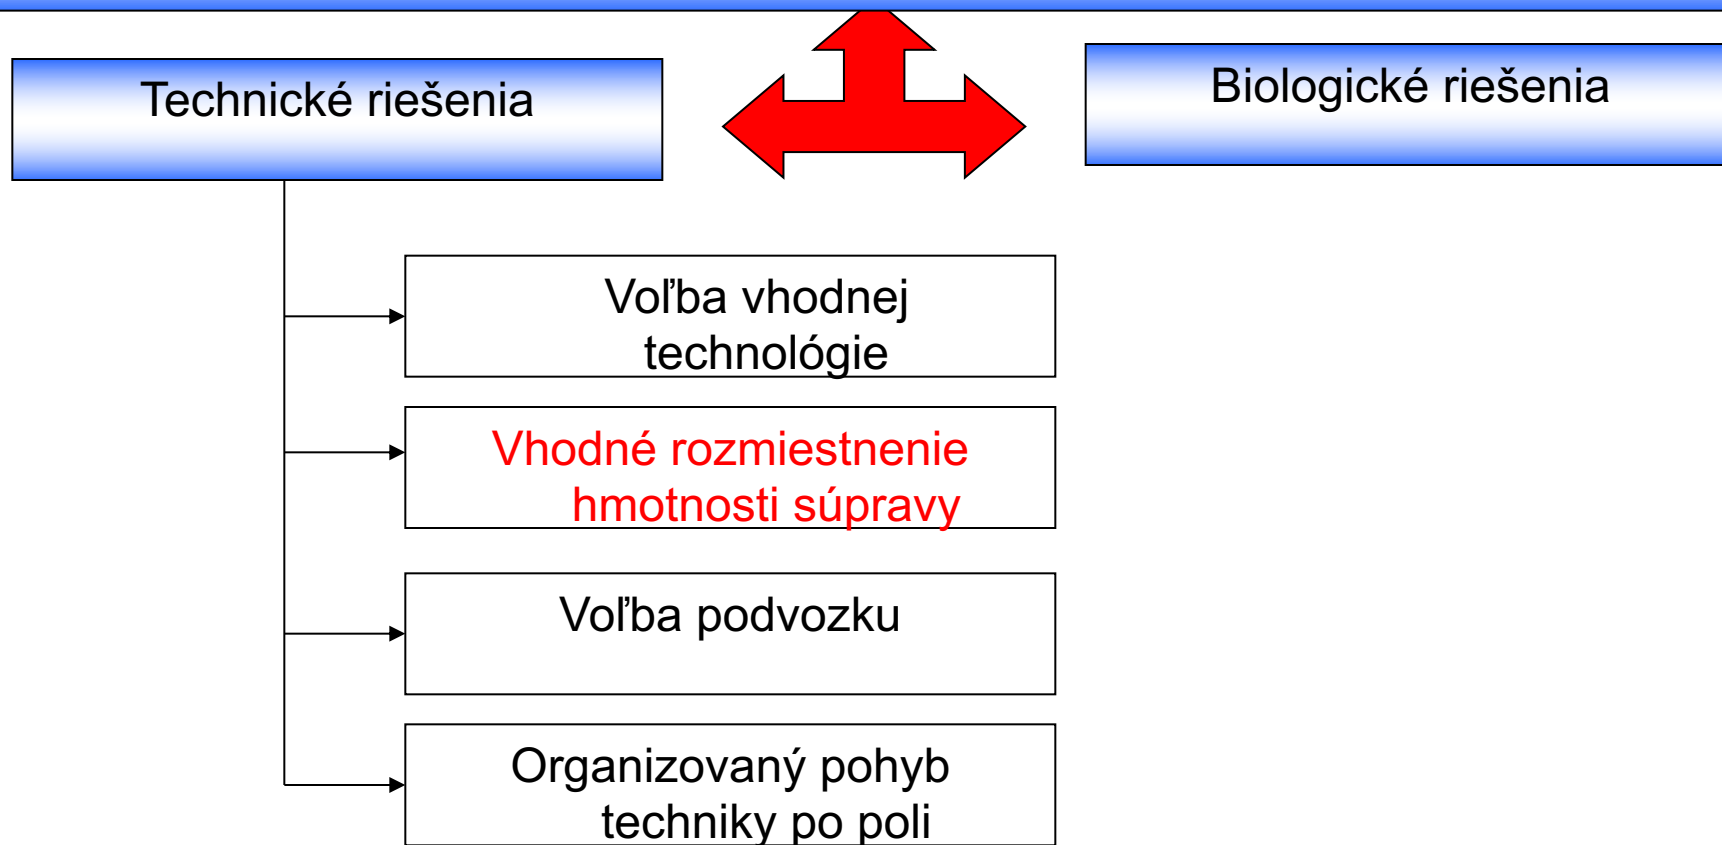 Technické riešenia
Biologické riešenia
Voľba vhodnej
technológie
Vhodné rozmiestnenie
hmotnosti súpravy
Voľba podvozku
Organizovaný pohyb
techniky po poli